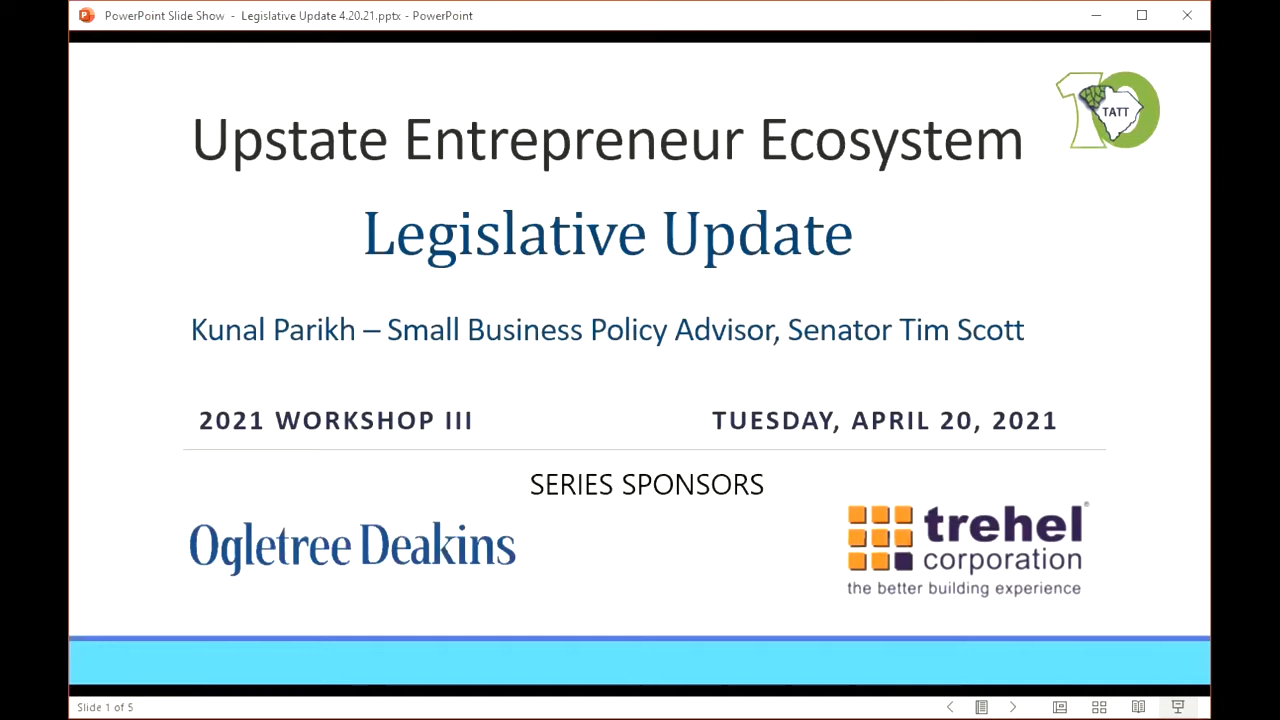 PowerPoint Slide Show - Legislative Update 4.20.21.pptx - PowerPoint
10
TATT
Upstate Entrepreneur Ecosystem
Legislative Update
Kunal Parikh – Small Business Policy Advisor, Senator Tim Scott
2021 WORKSHOP III
TUESDAY, APRIL 20, 2021
SERIES SPONSORS
Ogletree Deakins
trehel®
corporation
the better building experience
Slide 1 of 5